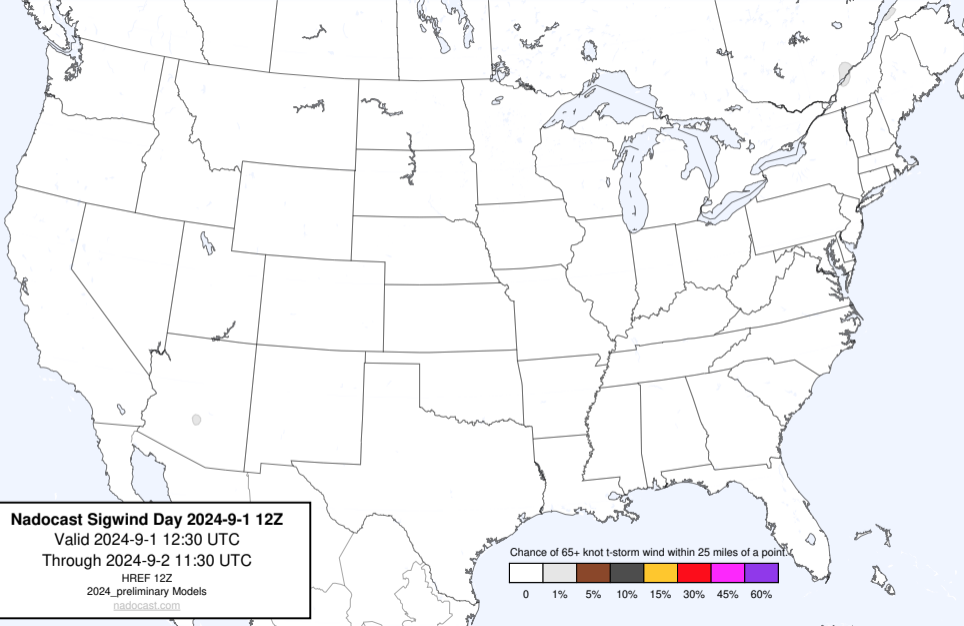 Nadocast Sigwind Day 2024-9-1 12Z
Valid 2024-9-1 12:30 UTC
Through 2024-9-2 11:30 UTC
HREF 12Z
2024_preliminary Models
nadocast.com
Chance of 65+ knot t-storm wind within 25 miles of a point.
0 1% 5% 10% 15% 30% 45% 60%